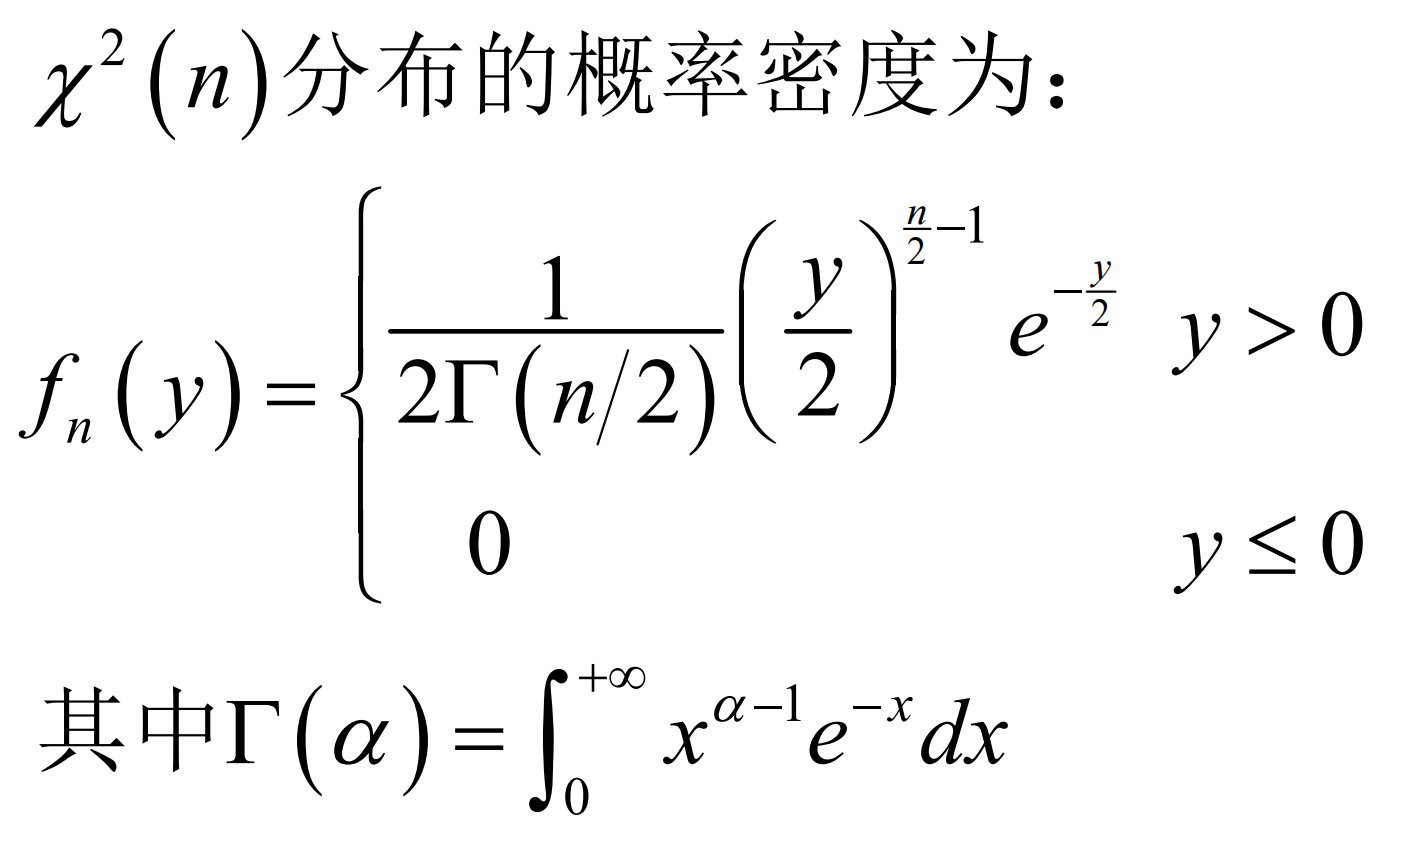 χ²(n)分布的概率密度为:
f_n(y) = { 1/(2Γ(n/2)) (y/2)^(n/2−1) e^(−y/2)  y > 0
0  y ≤ 0
其中Γ(α) = ∫_0^(+∞) x^(α−1) e^(−x) dx